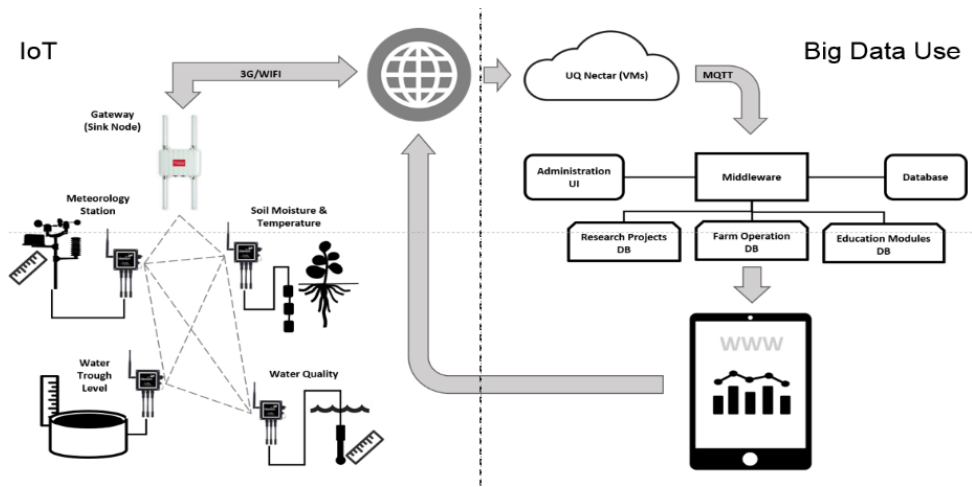 IoT
Big Data Use
3G/WIFI
UQ Nectar (VMs)
MQTT
Gateway
(Sink Node)
Administration
UI
Middleware
Database
Meteorology
Station
Soil Moisture &
Temperature
Research Projects
DB
Farm Operation
DB
Education Modules
DB
WWW
Water
Trough
Level
Water Quality